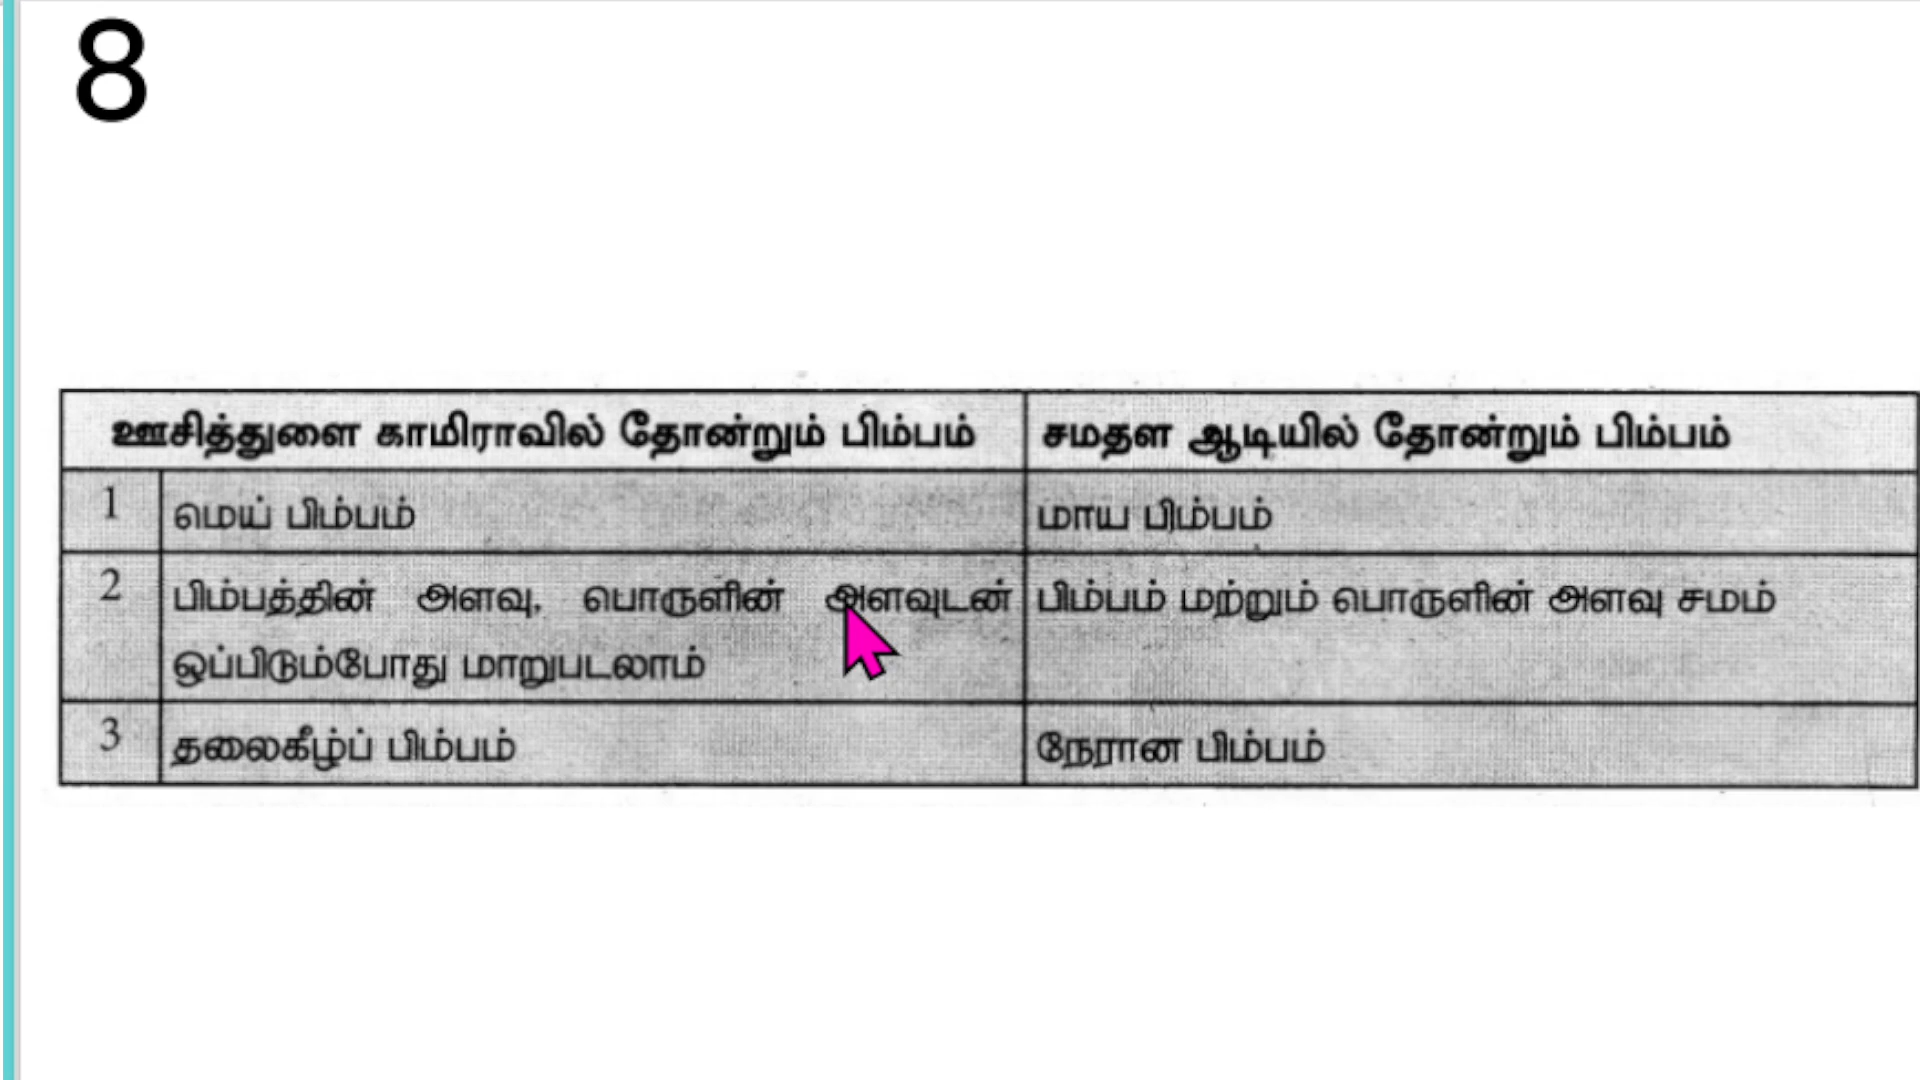 8
ஊசித்துளை காமிராவில் தோன்றும் பிம்பம் சமதள ஆடியில் தோன்றும் பிம்பம்
1 மெய் பிம்பம் மாய பிம்பம்
2 பிம்பத்தின் அளவு, பொருளின் அளவுடன் பிம்பம் மற்றும் பொருளின் அளவு சமம்
ஒப்பிடும்போது மாறுபடலாம்
3 தலைகீழ்ப் பிம்பம் நேரான பிம்பம்